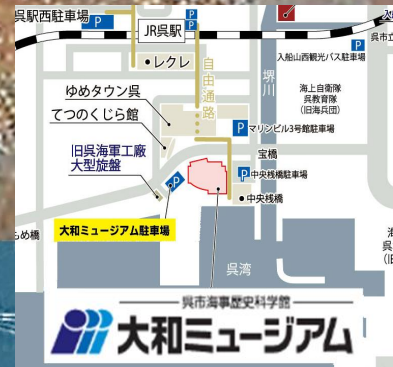 呉駅西駐車場
P
P
P
JR呉駅
レクレ
自由通路
堺川
P
入船山西観光バス駐車場
呉市立
ゆめタウン呉
てつのくじら館
海上自衛隊
呉教育隊
(旧海兵団)
P マリンビル3号館駐車場
旧呉海軍工廠
大型旋盤
宝橋
P
P 中央桟橋駐車場
中央桟橋
大和ミュージアム駐車場
呉湾
呉市海事歴史科学館
大和ミュージアム